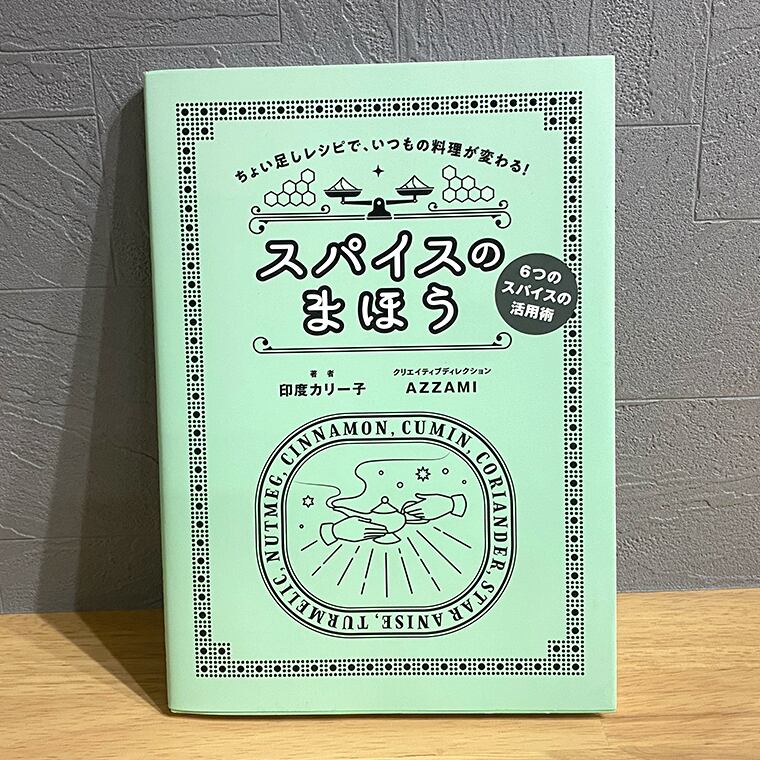 ちょい足しレシピで、いつもの料理が変わる!
スパイスの
まほう
6つの
スパイスの
活用術
著者
印度カリー子
クリエイティブディレクション
AZZAMI
NUTMEG, CINNAMON, CUMIN, CORIANDER, STAR ANISE, TURMELIC,